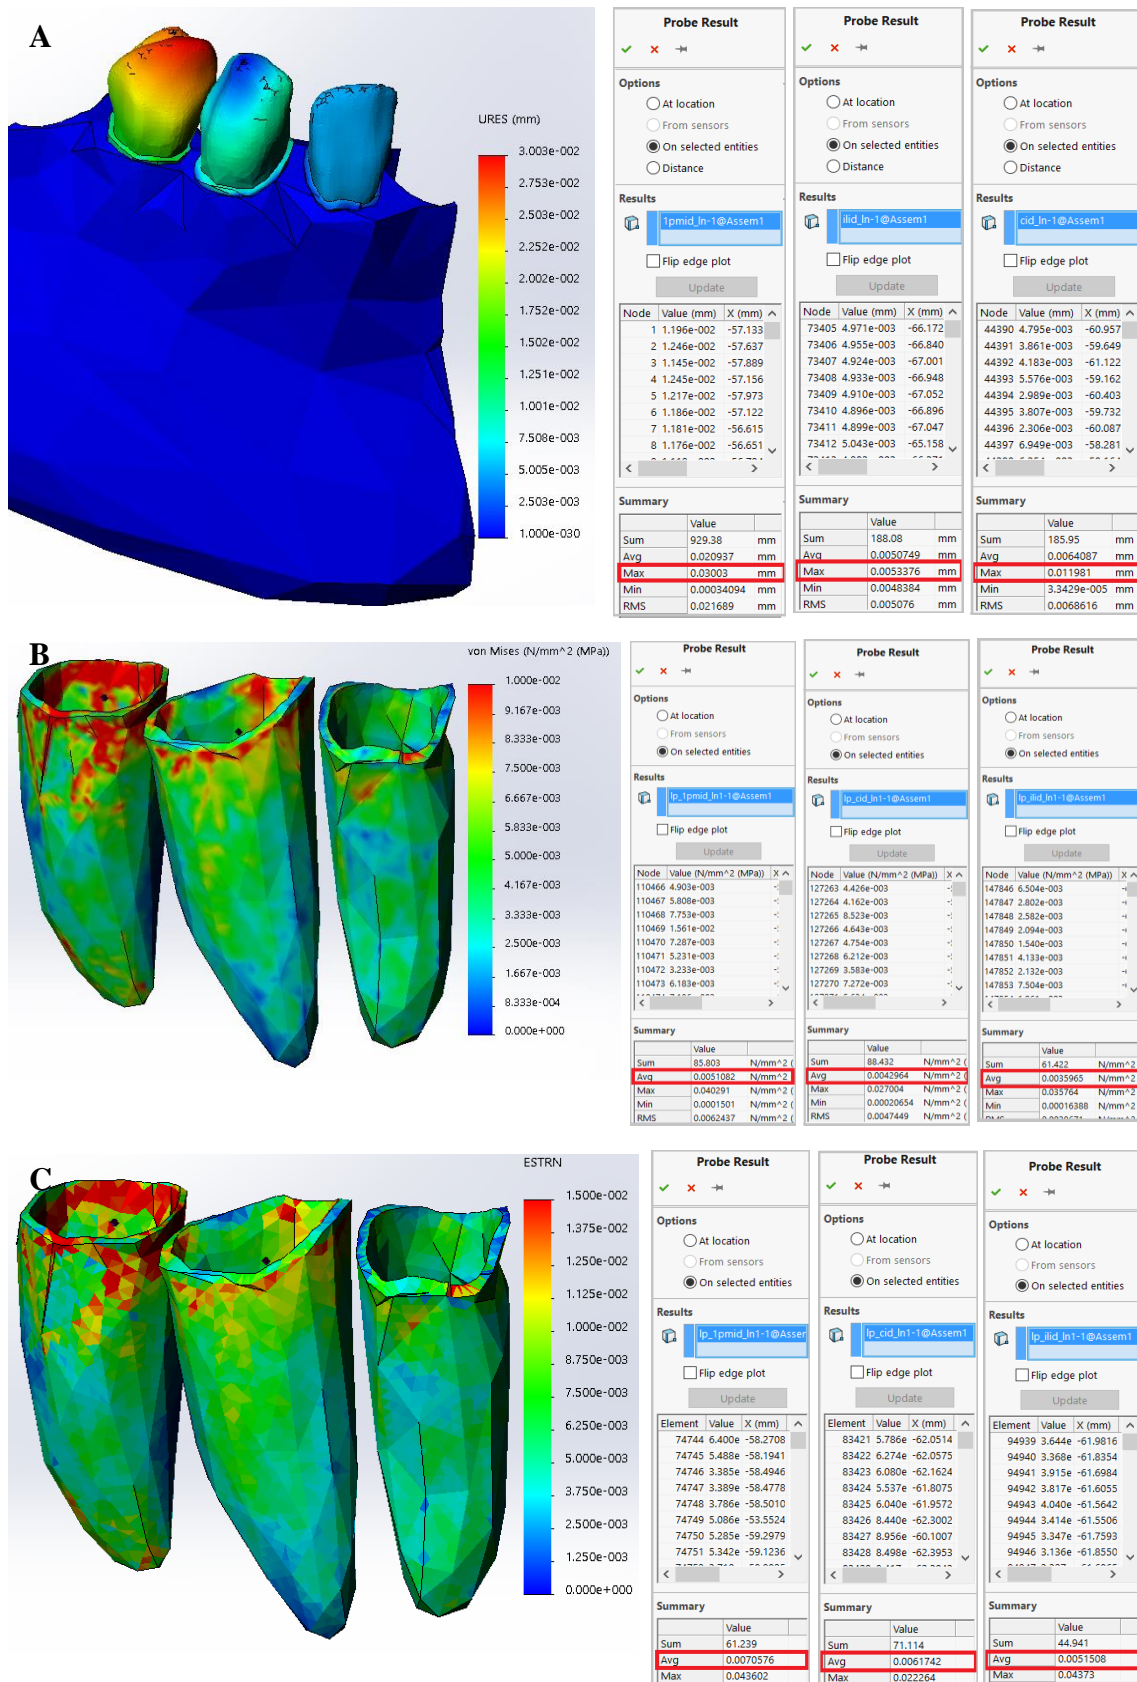 A
URES (mm)
3.003e-002
2.753e-002
2.503e-002
2.252e-002
2.002e-002
1.752e-002
1.502e-002
1.251e-002
1.001e-002
7.508e-003
5.005e-003
2.503e-003
1.000e-030
Probe Result
Options
At location
From sensors
On selected entities
Distance
Results
1pmid_ln-1@Assem1
Flip edge plot
Update
Node Value (mm) X (mm)
1 1.196e-002 -57.133
2 1.246e-002 -57.637
3 1.145e-002 -57.889
4 1.245e-002 -57.156
5 1.217e-002 -57.973
6 1.186e-002 -57.122
7 1.181e-002 -56.615
8 1.176e-002 -56.651
Summary
Value
Sum 929.38 mm
Avg 0.020937 mm
Max 0.03003 mm
Min 0.00034094 mm
RMS 0.021689 mm
Probe Result
Options
At location
From sensors
On selected entities
Distance
Results
ilid_ln-1@Assem1
Flip edge plot
Update
Node Value (mm) X (mm)
73405 4.971e-003 -66.172
73406 4.955e-003 -66.840
73407 4.924e-003 -67.001
73408 4.933e-003 -66.948
73409 4.910e-003 -67.052
73410 4.896e-003 -66.896
73411 4.899e-003 -67.047
73412 5.043e-003 -65.158
Summary
Value
Sum 188.08 mm
Avg 0.0050749 mm
Max 0.0053376 mm
Min 0.0048384 mm
RMS 0.005076 mm
Probe Result
Options
At location
From sensors
On selected entities
Distance
Results
cid_ln-1@Assem1
Flip edge plot
Update
Node Value (mm) X (mm)
44390 4.795e-003 -60.957
44391 3.861e-003 -59.649
44392 4.183e-003 -61.122
44393 5.576e-003 -59.162
44394 2.989e-003 -60.403
44395 3.807e-003 -59.732
44396 2.306e-003 -60.087
44397 6.949e-003 -58.281
Summary
Value
Sum 185.95 mm
Avg 0.0064087 mm
Max 0.011981 mm
Min 3.3429e-005 mm
RMS 0.0068616 mm
B
von Mises (N/mm^2 (MPa))
1.000e-002
9.167e-003
8.333e-003
7.500e-003
6.667e-003
5.833e-003
5.000e-003
4.167e-003
3.333e-003
2.500e-003
1.667e-003
8.333e-004
0.000e+000
Probe Result
Options
At location
From sensors
On selected entities
Results
lp_1pmid_ln1-1@Assem1
Flip edge plot
Update
Node Value (N/mm^2 (MPa)) X
110466 4.903e-003
110467 5.808e-003
110468 7.753e-003
110469 1.561e-002
110470 7.287e-003
110471 5.231e-003
110472 3.233e-003
110473 6.183e-003
Summary
Value
Sum 85.803 N/mm^2 (
Avg 0.0051082 N/mm^2
Max 0.040291 N/mm^2 (
Min 0.0001501 N/mm^2 (
RMS 0.0062437 N/mm^2 (
Probe Result
Options
At location
From sensors
On selected entities
Results
lp_cid_ln1-1@Assem1
Flip edge plot
Update
Node Value (N/mm^2 (MPa)) X
127263 4.426e-003
127264 4.162e-003
127265 8.523e-003
127266 4.643e-003
127267 4.754e-003
127268 6.212e-003
127269 3.583e-003
127270 7.272e-003
Summary
Value
Sum 88.432 N/mm^2 (
Avg 0.0042964 N/mm^2
Max 0.027004 N/mm^2 (
Min 0.00020654 N/mm^2 (
RMS 0.0047449 N/mm^2 (
Probe Result
Options
At location
From sensors
On selected entities
Results
lp_ilid_ln1-1@Assem1
Flip edge plot
Update
Node Value (N/mm^2 (MPa)) X
147846 6.504e-003
147847 2.802e-003
147848 2.582e-003
147849 2.094e-003
147850 1.540e-003
147851 4.133e-003
147852 2.132e-003
147853 7.504e-003
Summary
Value
Sum 61.422 N/mm^2
Avg 0.0035965 N/mm^2
Max 0.035764 N/mm^2
Min 0.00016388 N/mm^2
C
ESTRN
1.500e-002
1.375e-002
1.250e-002
1.125e-002
1.000e-002
8.750e-003
7.500e-003
6.250e-003
5.000e-003
3.750e-003
2.500e-003
1.250e-003
0.000e+000
Probe Result
Options
At location
From sensors
On selected entities
Results
lp_1pmid_ln1-1@Asser
Flip edge plot
Update
Element Value X (mm)
74744 6.400e -58.2708
74745 5.488e -58.1941
74746 3.385e -58.4946
74747 3.389e -58.4778
74748 3.786e -58.5010
74749 5.086e -53.5524
74750 5.285e -59.2979
74751 5.342e -59.1236
Summary
Value
Sum 61.239
Avg 0.0070576
Max 0.043602
Probe Result
Options
At location
From sensors
On selected entities
Results
lp_cid_ln1-1@Assem1
Flip edge plot
Update
Element Value X (mm)
83421 5.786e -62.0514
83422 6.274e -62.0575
83423 6.080e -62.1624
83424 5.537e -61.8075
83425 6.040e -61.9572
83426 8.440e -62.3002
83427 8.956e -60.1007
83428 8.498e -62.3953
Summary
Value
Sum 71.114
Avg 0.0061742
Max 0.022264
Probe Result
Options
At location
From sensors
On selected entities
Results
lp_ilid_ln1-1@Assem1
Flip edge plot
Update
Element Value X (mm)
94939 3.644e -61.9816
94940 3.368e -61.8354
94941 3.915e -61.6984
94942 3.817e -61.6055
94943 4.040e -61.5642
94944 3.414e -61.5506
94945 3.347e -61.7593
94946 3.136e -61.8550
Summary
Value
Sum 44.941
Avg 0.0051508
Max 0.04373